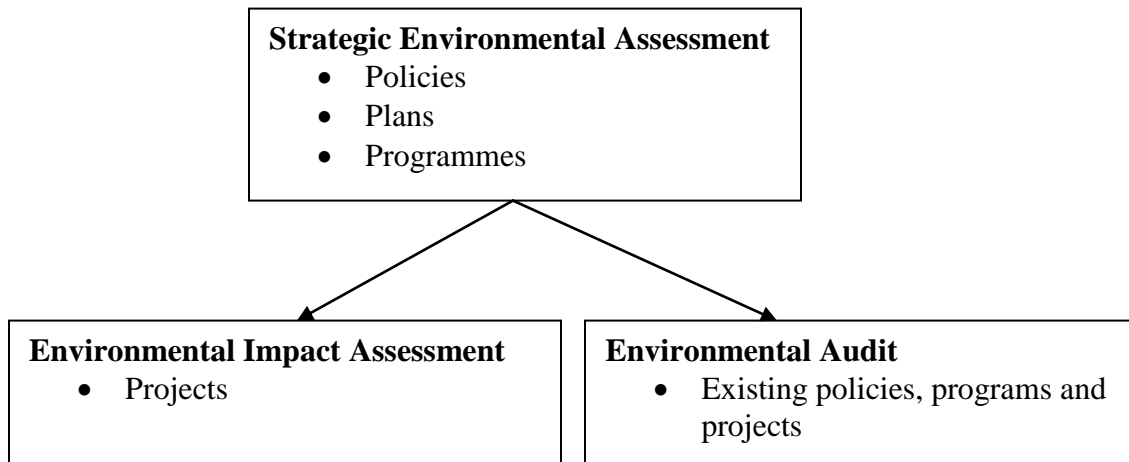 Strategic Environmental Assessment
• Policies
• Plans
• Programmes
Environmental Impact Assessment
• Projects
Environmental Audit
• Existing policies, programs and
projects